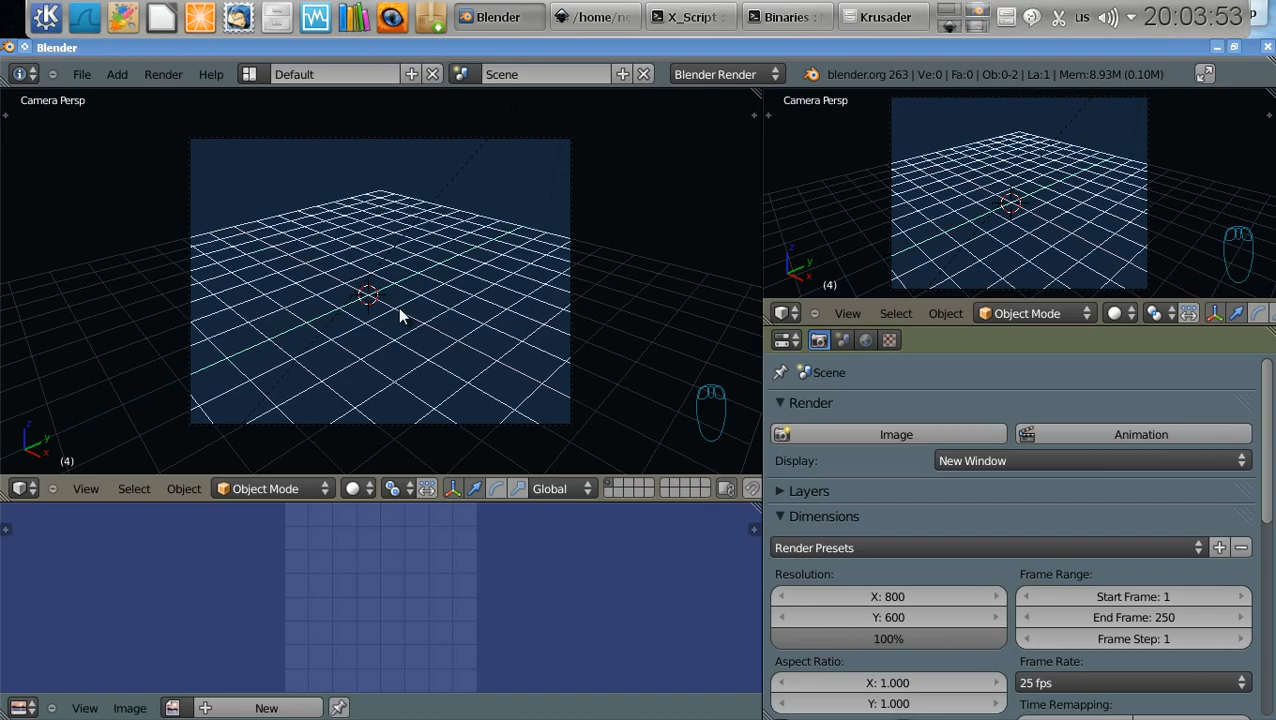 Blender
/home/ne
X_Script :
Binaries :
Krusader
us
20:03:53
P
Blender
File
Add
Render
Help
Default
Scene
Blender Render
blender.org 263 | Ve:0 | Fa:0 | Ob:0-2 | La:1 | Mem:8.93M (0.10M)
Camera Persp
Camera Persp
z
y
x
(4)
z
y
x
(4)
View
Select
Object
Object Mode
Scene
Render
Image
Animation
Display:
New Window
Layers
Dimensions
Render Presets
Resolution:
Frame Range:
X: 800
Start Frame: 1
Y: 600
End Frame: 250
100%
Frame Step: 1
Aspect Ratio:
Frame Rate:
X: 1.000
25 fps
Y: 1.000
Time Remapping:
View
Select
Object
Object Mode
Global
View
Image
New